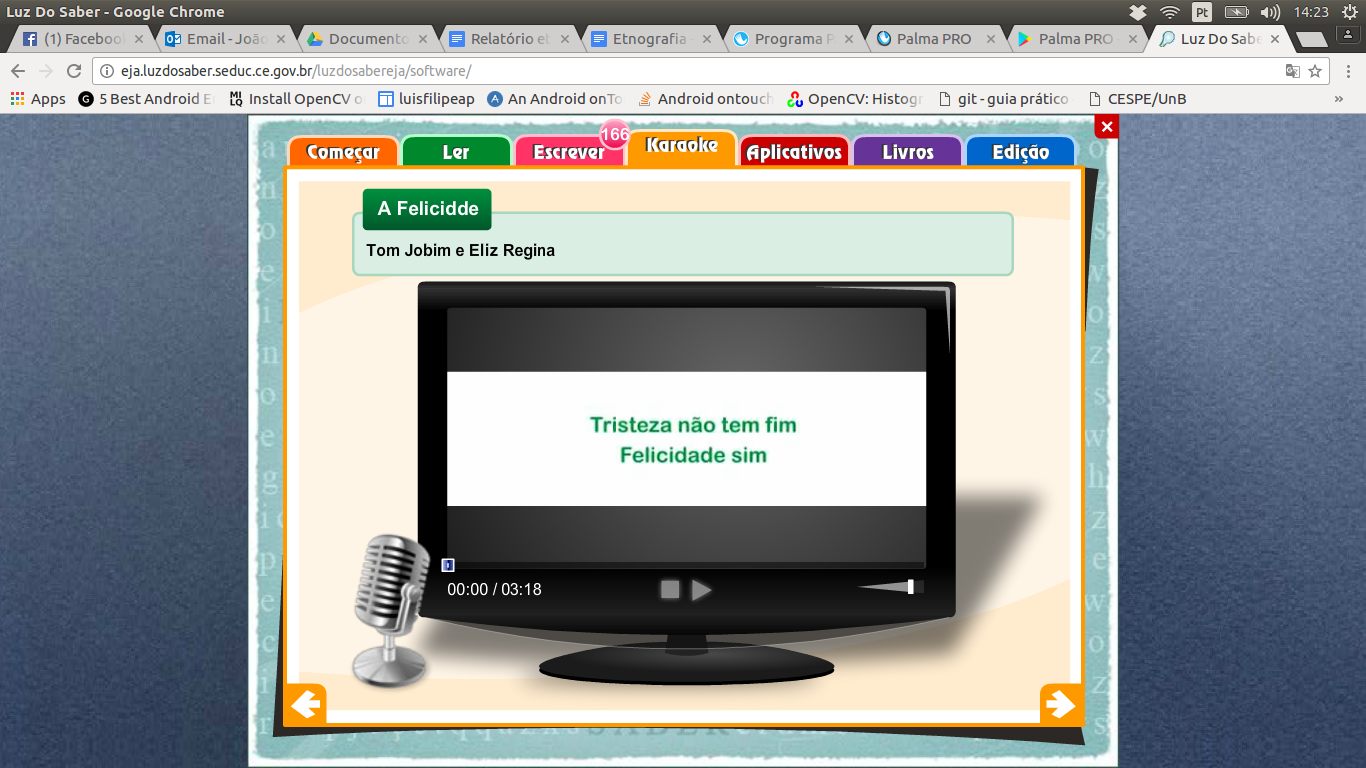 Luz Do Saber - Google Chrome
Pt
14:23
(1) Faceboo
Email - Joã
Documento
Relatório et
Etnografia -
Programa P
Palma PRO
Palma PRO
Luz Do Sabe
eja.luzdosaber.seduc.ce.gov.br/luzdosabereja/software/
Apps
5 Best Android E
Install OpenCV o
luisfilipeap
An Android onTo
Android ontouch
OpenCV: Histogr
git - guia prático
CESPE/UnB
»
Começar
Ler
Escrever
166
Karaoke
Aplicativos
Livros
Edição
A Felicidde
Tom Jobim e Eliz Regina
Tristeza não tem fim
Felicidade sim
00:00 / 03:18
SABER